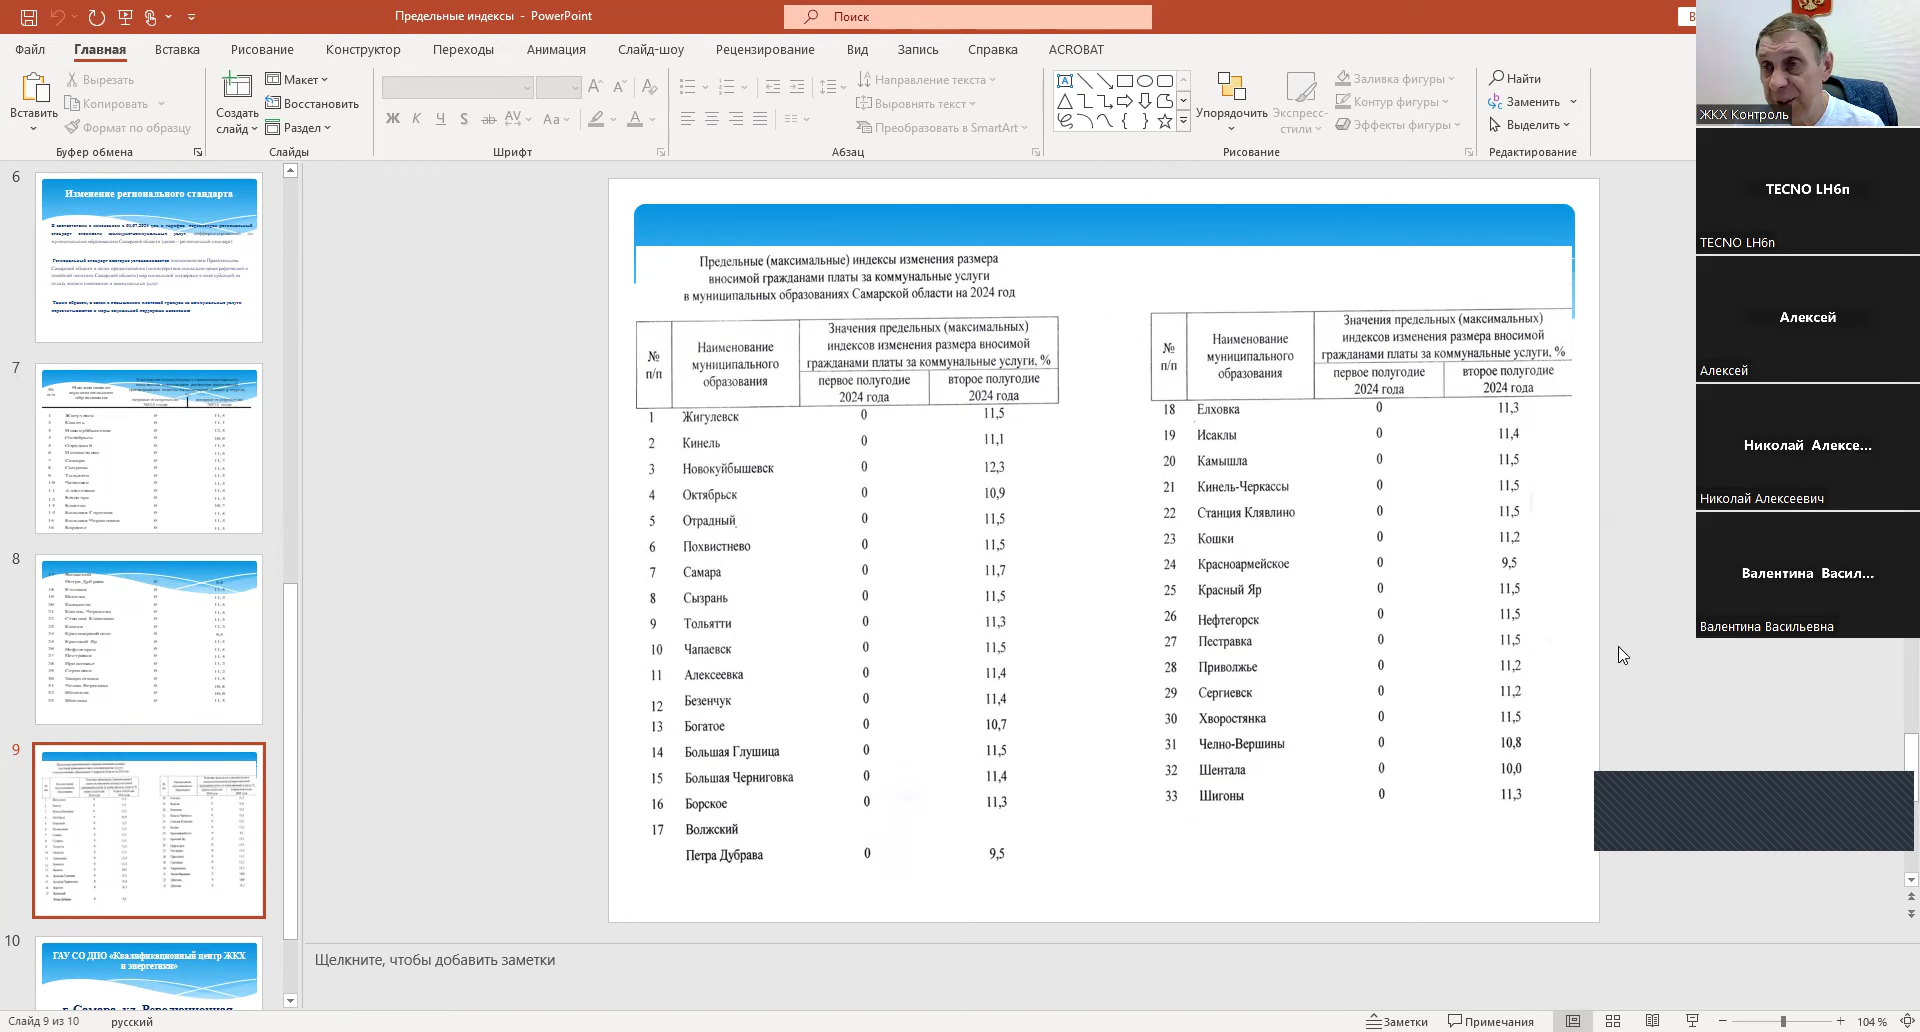 Предельные индексы - PowerPoint
Поиск
Файл Главная Вставка Рисование Конструктор Переходы Анимация Слайд-шоу Рецензирование Вид Запись Справка ACROBAT
Вставить
Вырезать
Копировать
Формат по образцу
Буфер обмена
Создать слайд
Макет
Восстановить
Раздел
Слайды
Ж К Ч S ab AV Aa
Шрифт
Направление текста
Выровнять текст
Преобразовать в SmartArt
Абзац
Упорядочить
Экспресс-стили
Заливка фигуры
Контур фигуры
Эффекты фигуры
Рисование
Найти
Заменить
Выделить
Редактирование
ЖКХ Контроль
TECNO LH6n
TECNO LH6n
Алексей
Алексей
Николай Алексе...
Николай Алексеевич
Валентина Васил...
Валентина Васильевна
6
Изменение регионального стандарта
7
8
9
10
ГАУ СО ДПО «Квалификационный центр ЖКХ
и энергетики»
Предельные (максимальные) индексы изменения размера
вносимой гражданами платы за коммунальные услуги
в муниципальных образованиях Самарской области на 2024 год
№ п/п
Наименование муниципального образования
Значения предельных (максимальных) индексов изменения размера вносимой гражданами платы за коммунальные услуги, %
первое полугодие 2024 года
второе полугодие 2024 года
1 Жигулевск 0 11,5
2 Кинель 0 11,1
3 Новокуйбышевск 0 12,3
4 Октябрьск 0 10,9
5 Отрадный 0 11,5
6 Похвистнево 0 11,5
7 Самара 0 11,7
8 Сызрань 0 11,5
9 Тольятти 0 11,3
10 Чапаевск 0 11,5
11 Алексеевка 0 11,4
12 Безенчук 0 11,4
13 Богатое 0 10,7
14 Большая Глушица 0 11,5
15 Большая Черниговка 0 11,4
16 Борское 0 11,3
17 Волжский
Петра Дубрава 0 9,5
№ п/п
Наименование муниципального образования
Значения предельных (максимальных) индексов изменения размера вносимой гражданами платы за коммунальные услуги, %
первое полугодие 2024 года
второе полугодие 2024 года
18 Елховка 0 11,3
19 Исаклы 0 11,4
20 Камышла 0 11,5
21 Кинель-Черкассы 0 11,5
22 Станция Клявлино 0 11,5
23 Кошки 0 11,2
24 Красноармейское 0 9,5
25 Красный Яр 0 11,5
26 Нефтегорск 0 11,5
27 Пестравка 0 11,5
28 Приволжье 0 11,2
29 Сергиевск 0 11,2
30 Хворостянка 0 11,5
31 Челно-Вершины 0 10,8
32 Шентала 0 10,0
33 Шигоны 0 11,3
Щелкните, чтобы добавить заметки
Слайд 9 из 10 русский
Заметки Примечания 104 %